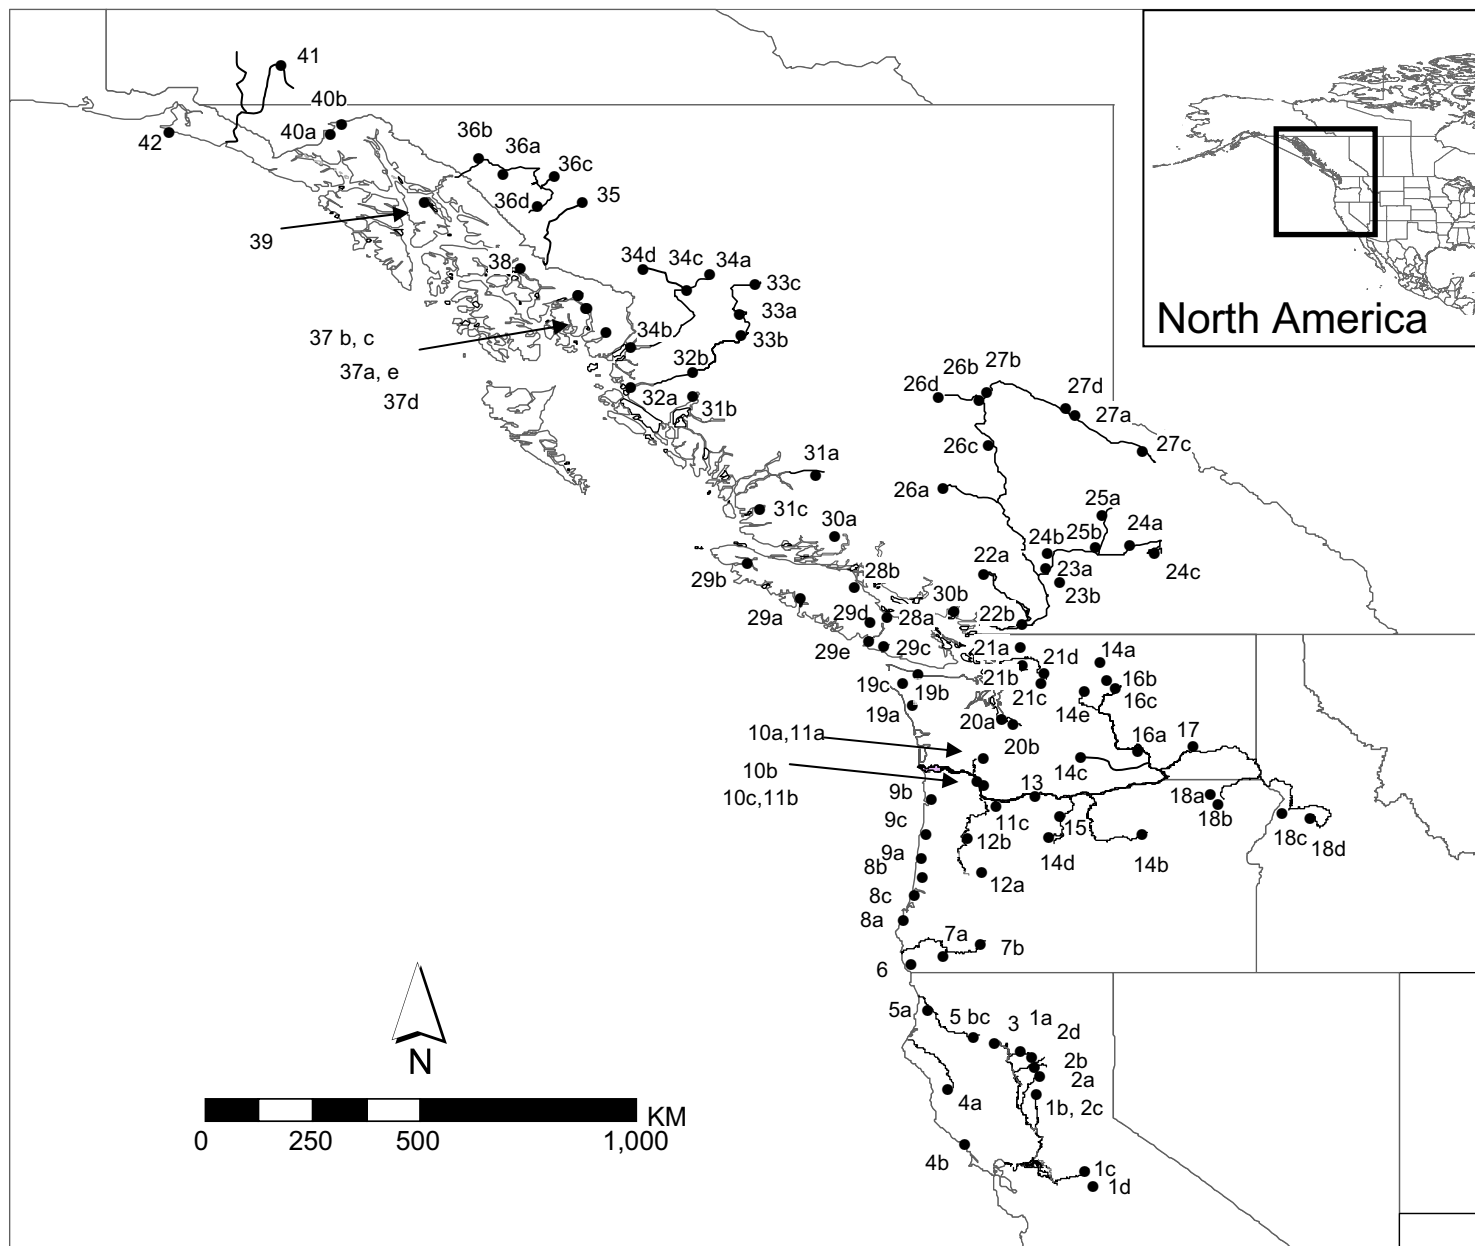 41
40b
40a
42
36b
36a
36c
36d
35
39
38
34d
34c
34a
33c
33a
33b
34b
37 b, c
37a, e
37d
32b
32a
31b
31a
31c
30a
North America
26b
27b
26d
27d
27a
27c
26c
26a
25a
24b
25b
24a
24c
23a
23b
22a
22b
29b
28b
29a
29d
28a
30b
29e
29c
21a
21d
21b
21c
14a
16b
16c
14e
19c
19b
19a
20a
20b
16a
17
10a,11a
10b
10c,11b
14c
13
9b
11c
15
18a
18b
18c
18d
9c
12b
14d
14b
9a
8b
12a
8c
8a
7a
7b
6
5a
5 bc
3
1a
2d
2b
2a
1b, 2c
4a
4b
1c
1d
N
KM
0
250
500
1,000